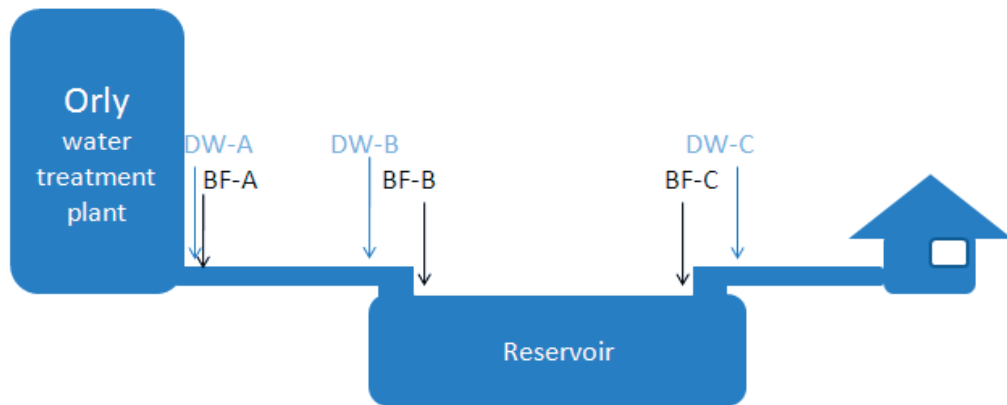 Orly
water
treatment
plant
DW-A
BF-A
DW-B
BF-B
DW-C
BF-C
Reservoir